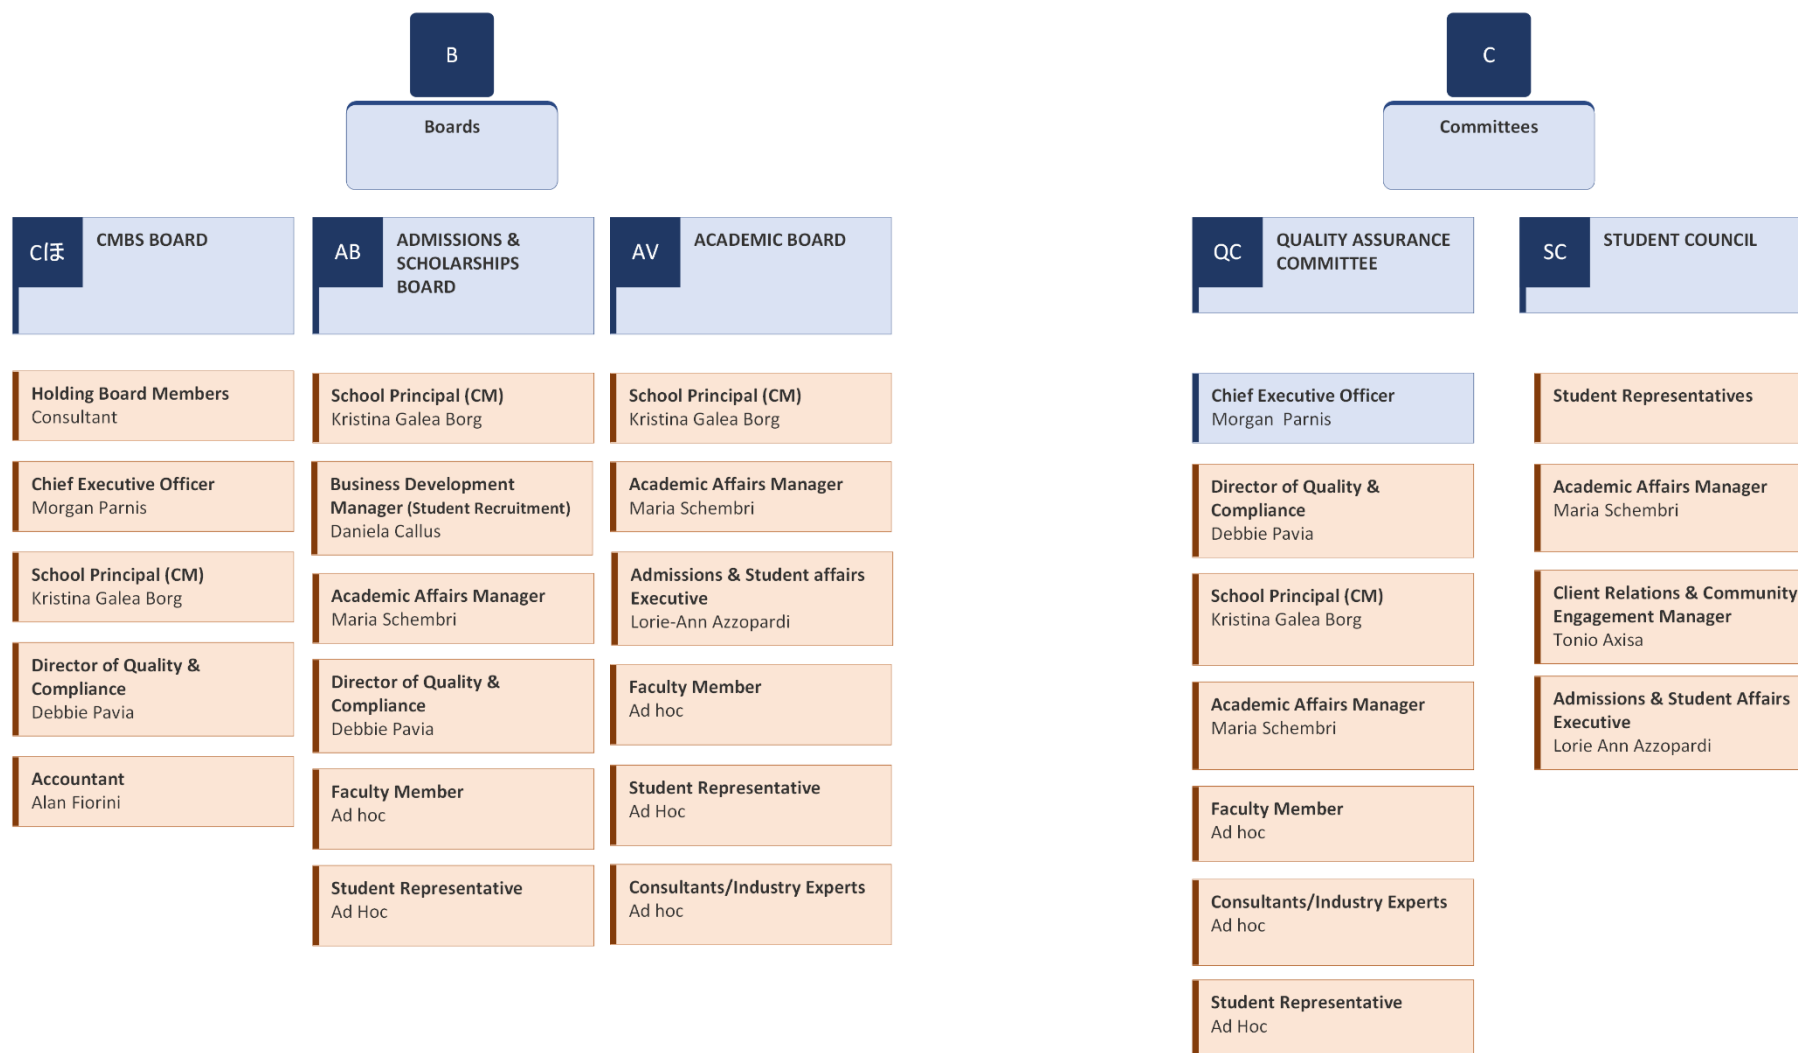 B
Boards
CMBS BOARD
Holding Board Members
Consultant
Chief Executive Officer
Morgan Parnis
School Principal (CM)
Kristina Galea Borg
Director of Quality &
Compliance
Debbie Pavia
Accountant
Alan Fiorini
AB
ADMISSIONS &
SCHOLARSHIPS
BOARD
School Principal (CM)
Kristina Galea Borg
Business Development
Manager (Student Recruitment)
Daniela Callus
Academic Affairs Manager
Maria Schembri
Director of Quality &
Compliance
Debbie Pavia
Faculty Member
Ad hoc
Student Representative
Ad Hoc
AV
ACADEMIC BOARD
School Principal (CM)
Kristina Galea Borg
Academic Affairs Manager
Maria Schembri
Admissions & Student affairs
Executive
Lorie-Ann Azzopardi
Faculty Member
Ad hoc
Student Representative
Ad Hoc
Consultants/Industry Experts
Ad hoc
C
Committees
QC
QUALITY ASSURANCE
COMMITTEE
Chief Executive Officer
Morgan  Parnis
Director of Quality &
Compliance
Debbie Pavia
School Principal (CM)
Kristina Galea Borg
Academic Affairs Manager
Maria Schembri
Faculty Member
Ad hoc
Consultants/Industry Experts
Ad hoc
Student Representative
Ad Hoc
SC
STUDENT COUNCIL
Student Representatives
Academic Affairs Manager
Maria Schembri
Client Relations & Community
Engagement Manager
Tonio Axisa
Admissions & Student Affairs
Executive
Lorie Ann Azzopardi